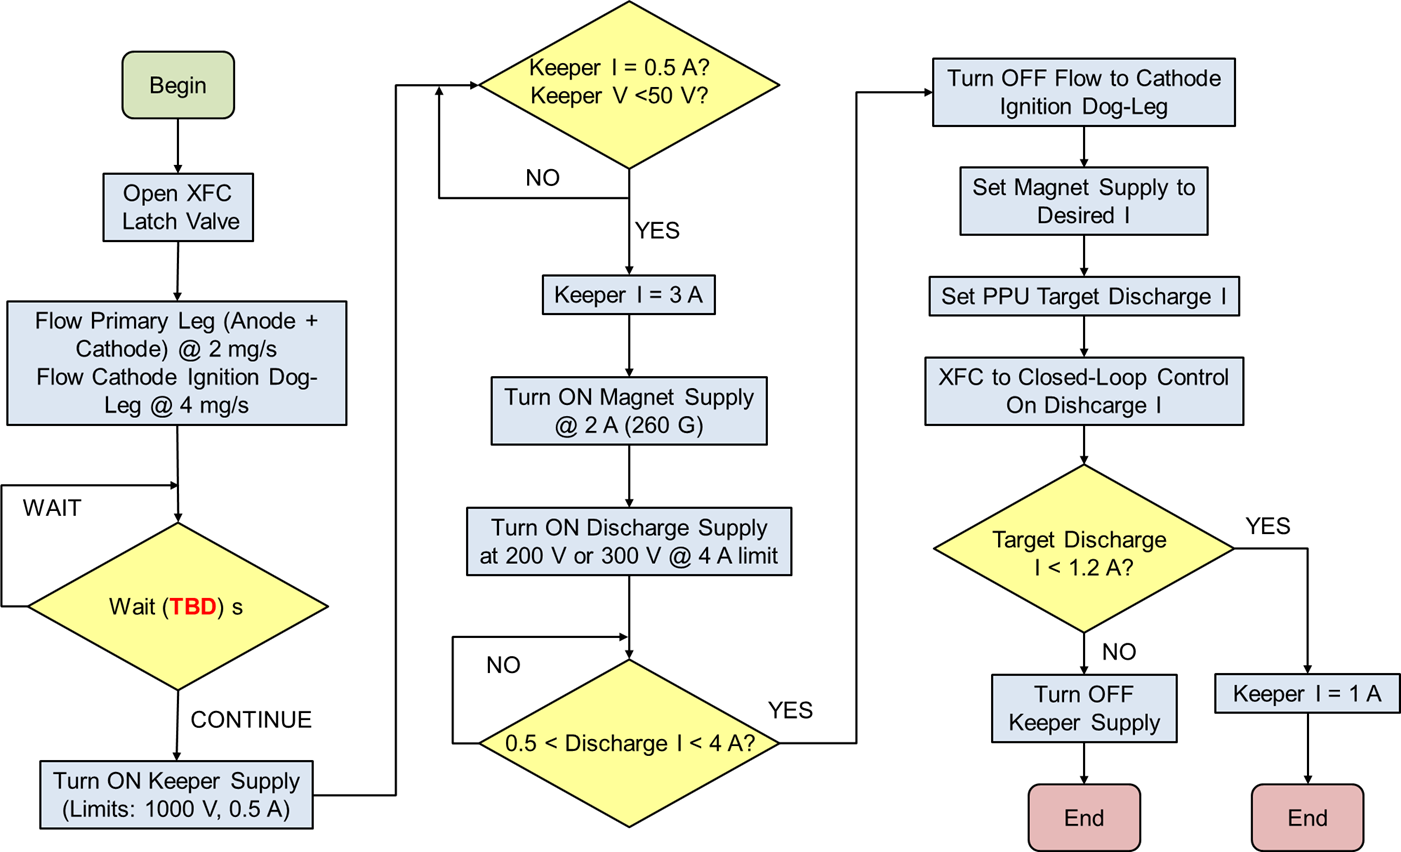 Begin
Open XFC
Latch Valve
Flow Primary Leg (Anode +
Cathode) @ 2 mg/s
Flow Cathode Ignition Dog-
Leg @ 4 mg/s
WAIT
Wait (TBD) s
CONTINUE
Turn ON Keeper Supply
(Limits: 1000 V, 0.5 A)
Keeper I = 0.5 A?
Keeper V <50 V?
NO
YES
Keeper I = 3 A
Turn ON Magnet Supply
@ 2 A (260 G)
Turn ON Discharge Supply
at 200 V or 300 V @ 4 A limit
NO
0.5 < Discharge I < 4 A?
YES
Turn OFF Flow to Cathode
Ignition Dog-Leg
Set Magnet Supply to
Desired I
Set PPU Target Discharge I
XFC to Closed-Loop Control
On Dishcarge I
Target Discharge
I < 1.2 A?
YES
NO
Turn OFF
Keeper Supply
Keeper I = 1 A
End
End